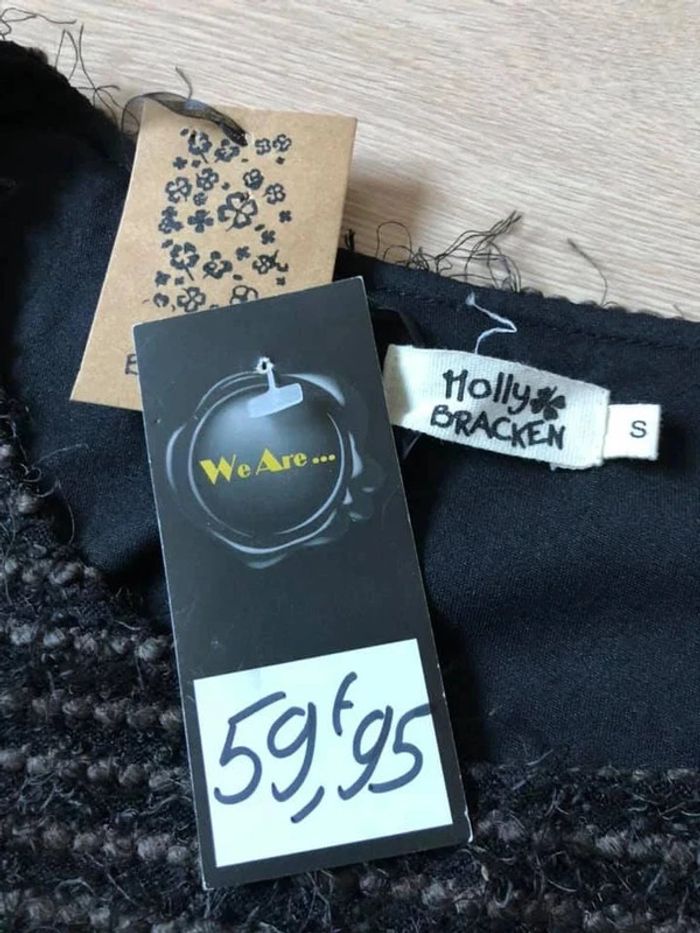 We Are ...
Molly
BRACKEN
S
59,95